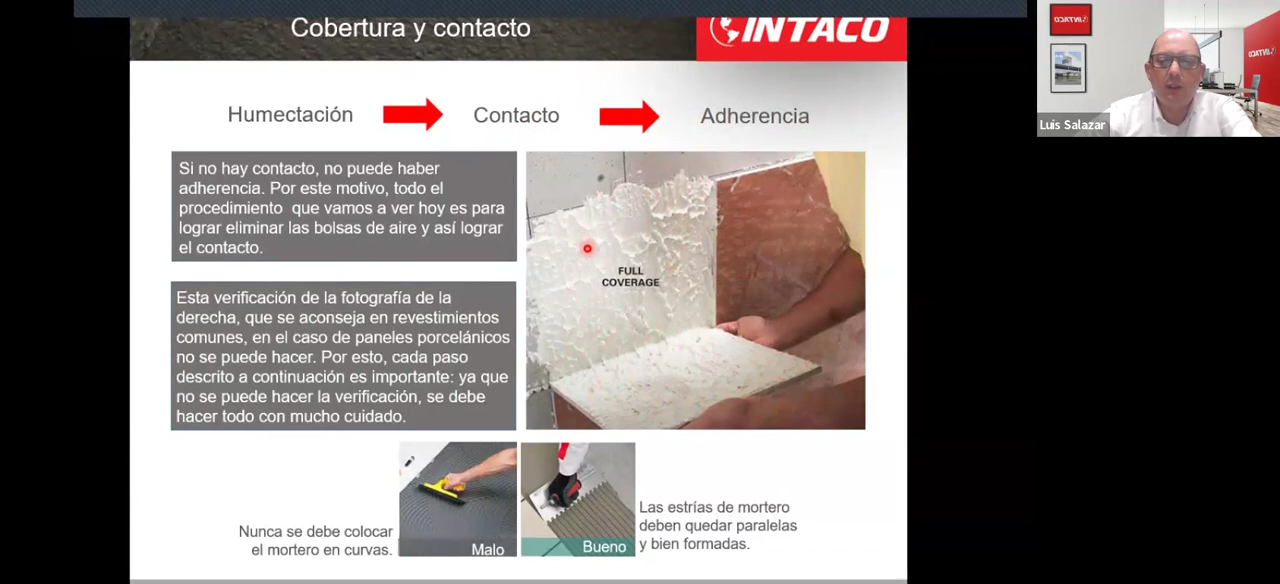 Cobertura y contacto
INTACO
Humectación
Contacto
Adherencia
Si no hay contacto, no puede haber
adherencia. Por este motivo, todo el
procedimiento que vamos a ver hoy es para
lograr eliminar las bolsas de aire y así lograr
el contacto.
FULL
COVERAGE
Esta verificación de la fotografía de la
derecha, que se aconseja en revestimientos
comunes, en el caso de paneles porcelánicos
no se puede hacer. Por esto, cada paso
descrito a continuación es importante: ya que
no se puede hacer la verificación, se debe
hacer todo con mucho cuidado.
Nunca se debe colocar
el mortero en curvas.
Malo
Bueno
Las estrías de mortero
deben quedar paralelas
y bien formadas.
INTACO
INTACO
Luis Salazar